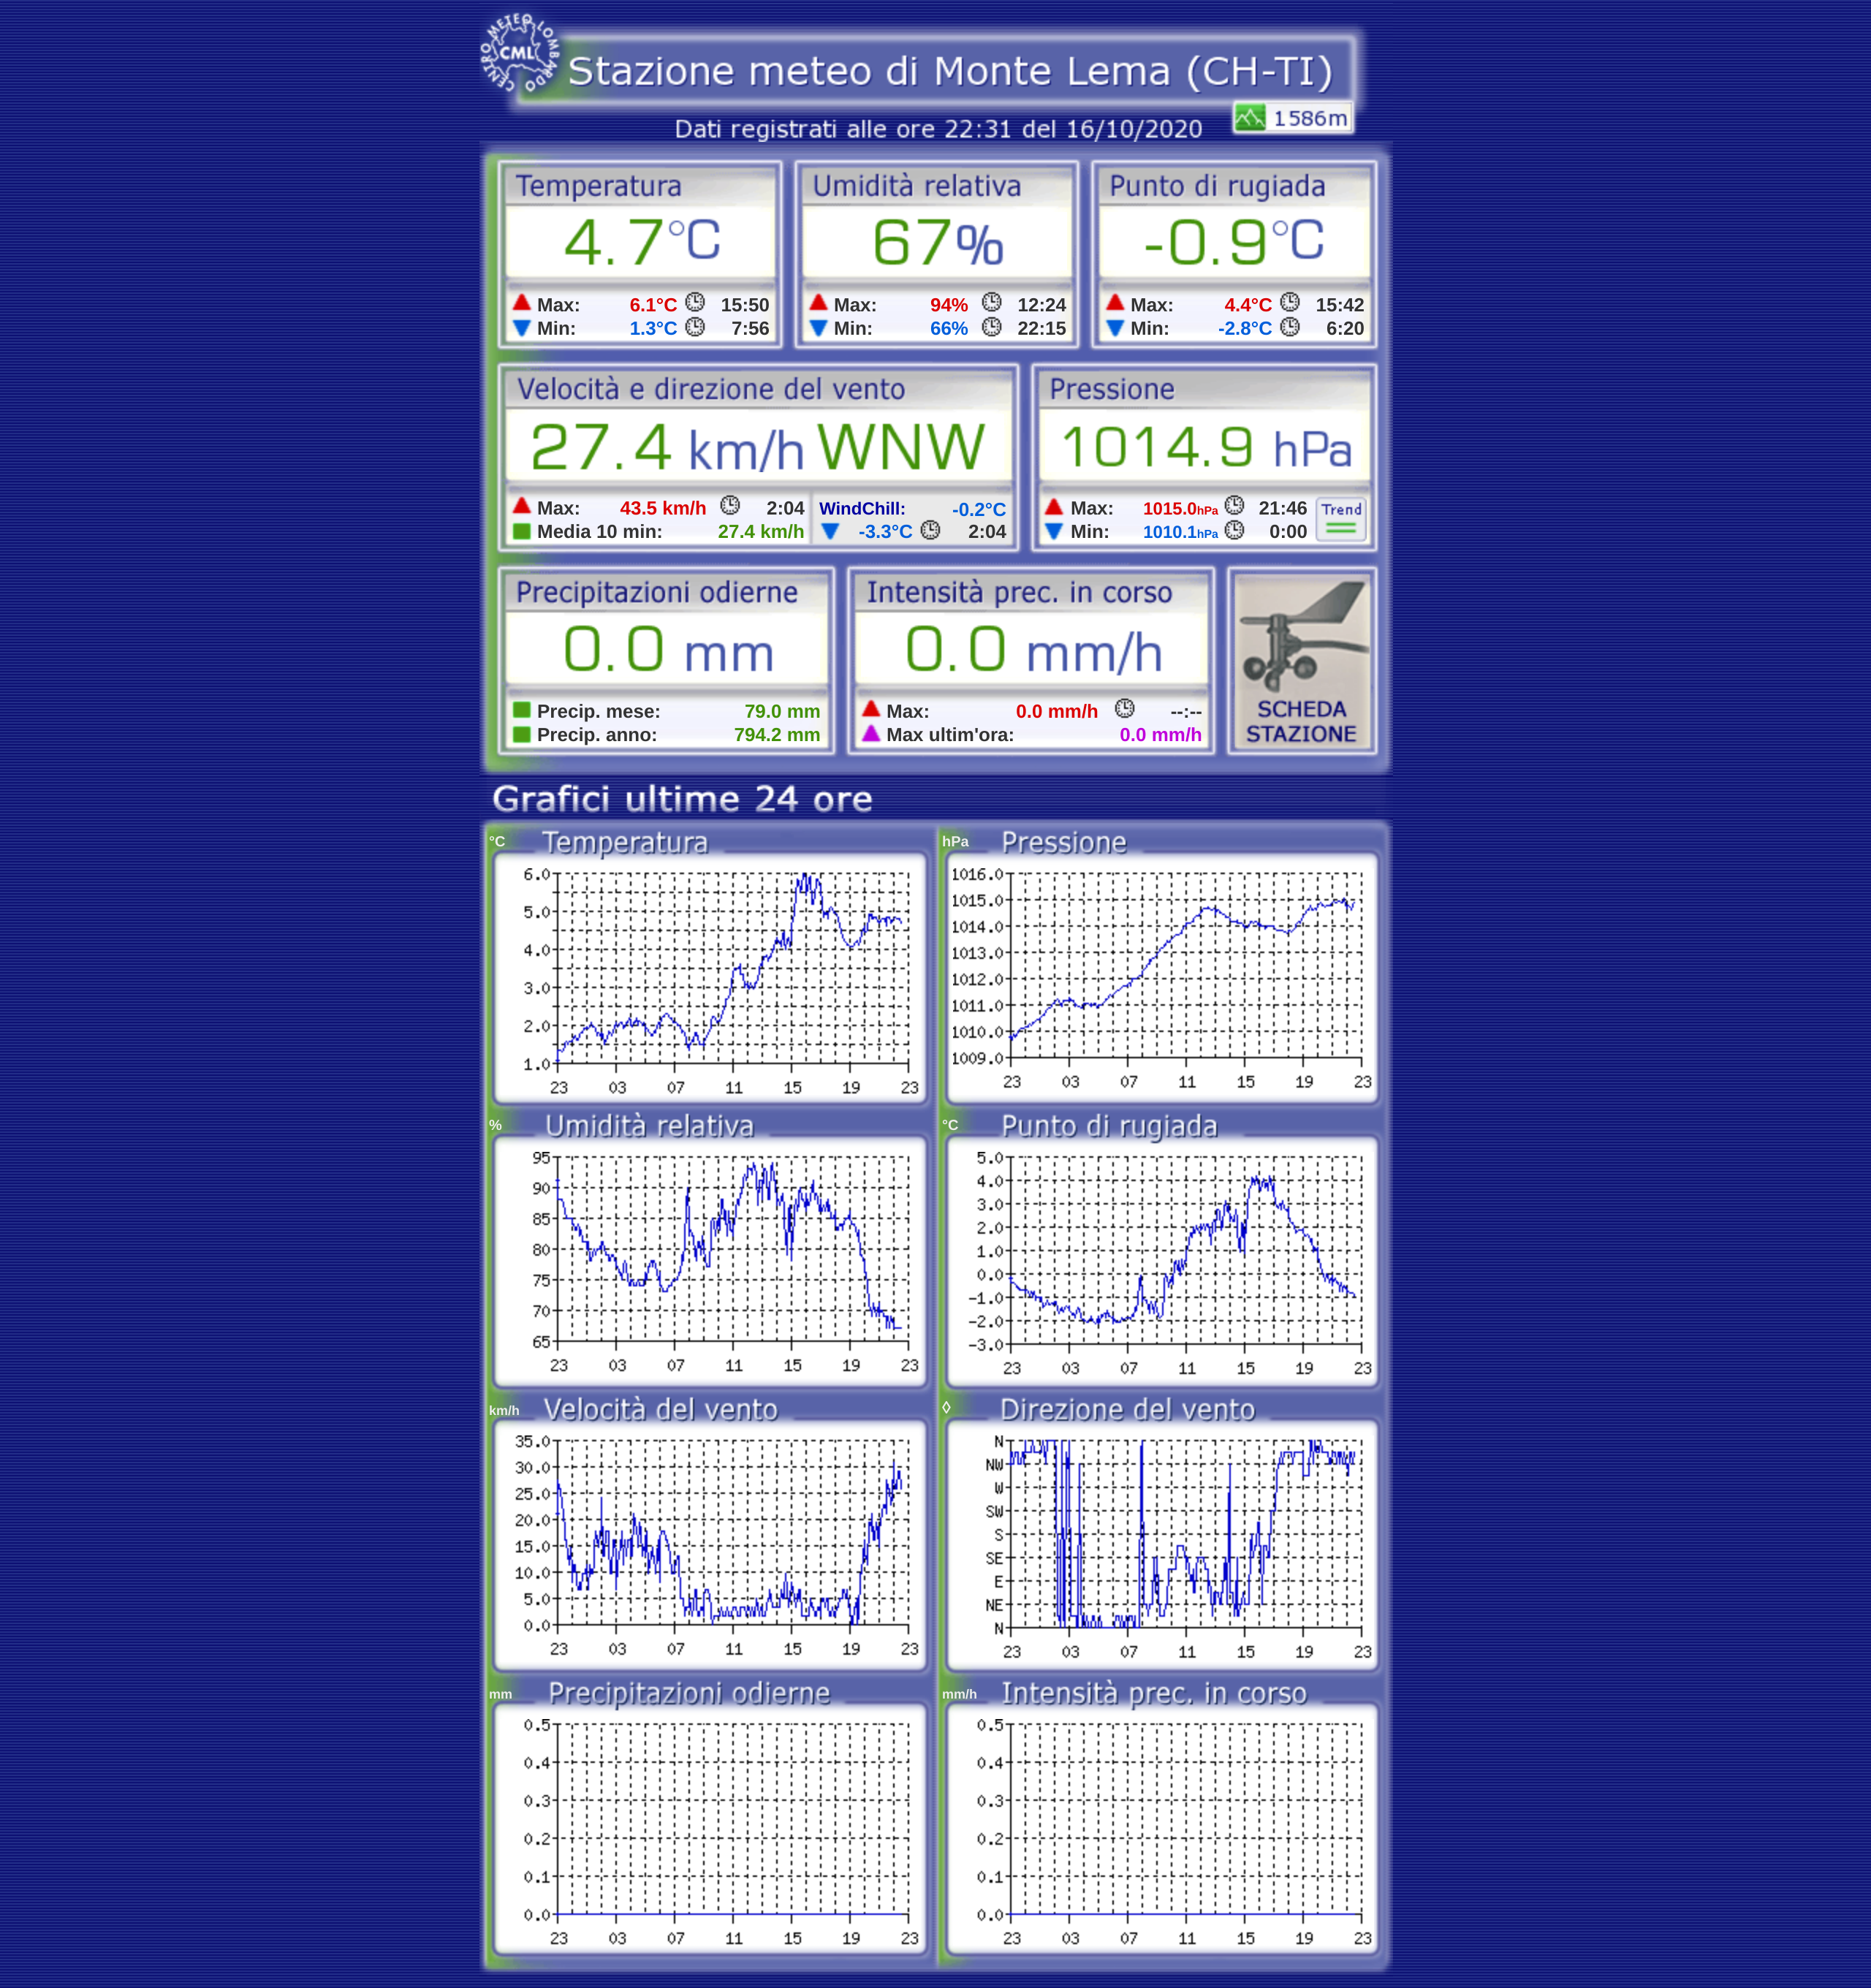 CENTRO METEO LOMBARDO
CML
Stazione meteo di Monte Lema (CH-TI)
1586m
Dati registrati alle ore 22:31 del 16/10/2020
Temperatura Umidità relativa Punto di rugiada
4.7°C 67% -0.9°C
Max: 6.1°C 15:50 Max: 94% 12:24 Max: 4.4°C 15:42
Min: 1.3°C 7:56 Min: 66% 22:15 Min: -2.8°C 6:20
Velocità e direzione del vento Pressione
27.4 km/h WNW 1014.9 hPa
Max: 43.5 km/h 2:04 WindChill: -0.2°C Max: 1015.0hPa 21:46 Trend
Media 10 min: 27.4 km/h -3.3°C 2:04 Min: 1010.1hPa 0:00
Precipitazioni odierne Intensità prec. in corso
0.0 mm 0.0 mm/h
Precip. mese: 79.0 mm Max: 0.0 mm/h --:-- SCHEDA
Precip. anno: 794.2 mm Max ultim'ora: 0.0 mm/h STAZIONE
Grafici ultime 24 ore
°C Temperatura
6.0
5.0
4.0
3.0
2.0
1.0
23 03 07 11 15 19 23
hPa Pressione
1016.0
1015.0
1014.0
1013.0
1012.0
1011.0
1010.0
1009.0
23 03 07 11 15 19 23
% Umidità relativa
95
90
85
80
75
70
65
23 03 07 11 15 19 23
°C Punto di rugiada
5.0
4.0
3.0
2.0
1.0
0.0
-1.0
-2.0
-3.0
23 03 07 11 15 19 23
km/h Velocità del vento
35.0
30.0
25.0
20.0
15.0
10.0
5.0
0.0
23 03 07 11 15 19 23
◊ Direzione del vento
N
NW
W
SW
S
SE
E
NE
N
23 03 07 11 15 19 23
mm Precipitazioni odierne
0.5
0.4
0.3
0.2
0.1
0.0
23 03 07 11 15 19 23
mm/h Intensità prec. in corso
0.5
0.4
0.3
0.2
0.1
0.0
23 03 07 11 15 19 23